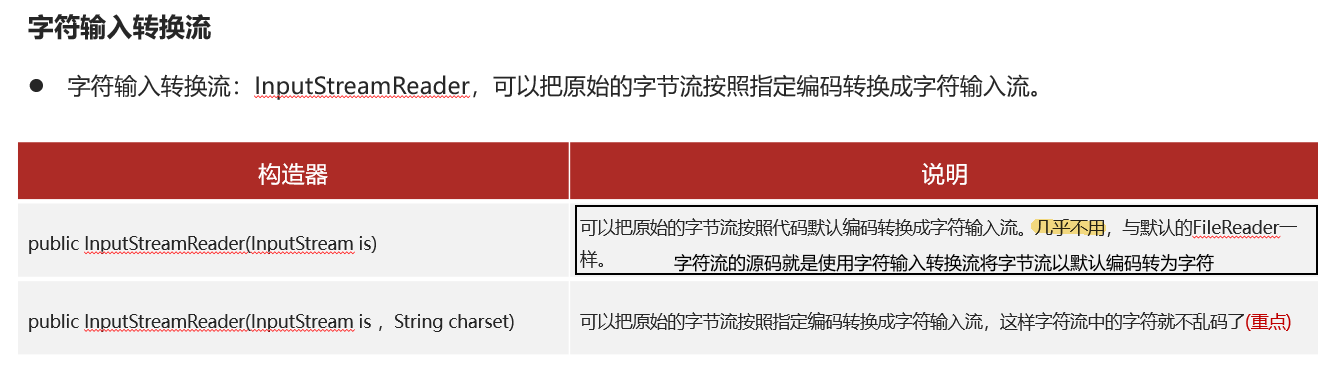 字符输入转换流
● 字符输入转换流：InputStreamReader，可以把原始的字节流按照指定编码转换成字符输入流。
构造器
说明
public InputStreamReader(InputStream is)
可以把原始的字节流按照代码默认编码转换成字符输入流。几乎不用，与默认的FileReader一
样。
字符流的源码就是使用字符输入转换流将字节流以默认编码转为字符
public InputStreamReader(InputStream is ，String charset)
可以把原始的字节流按照指定编码转换成字符输入流，这样字符流中的字符就不乱码了(重点)